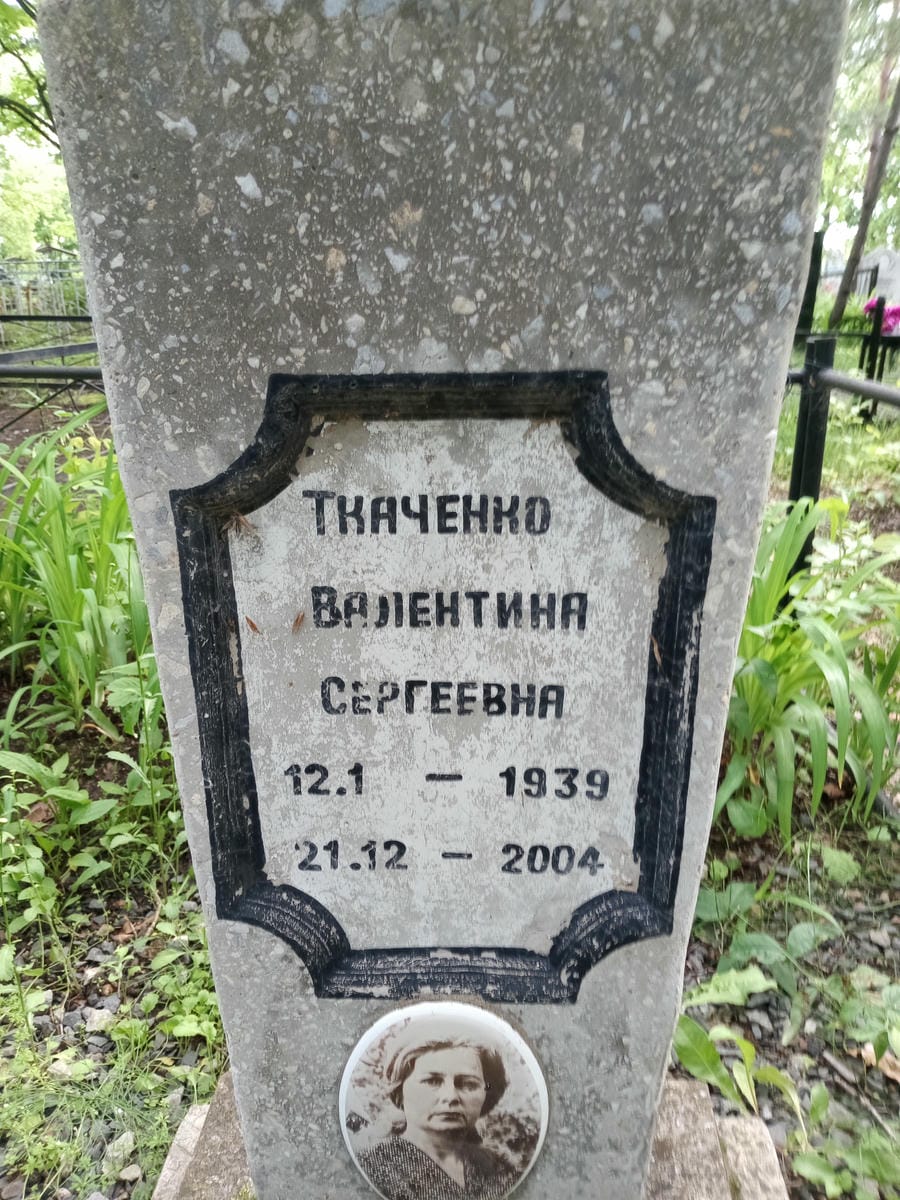 Ткаченко
Валентина
Сергеевна
12.1 — 1939
21.12 — 2004